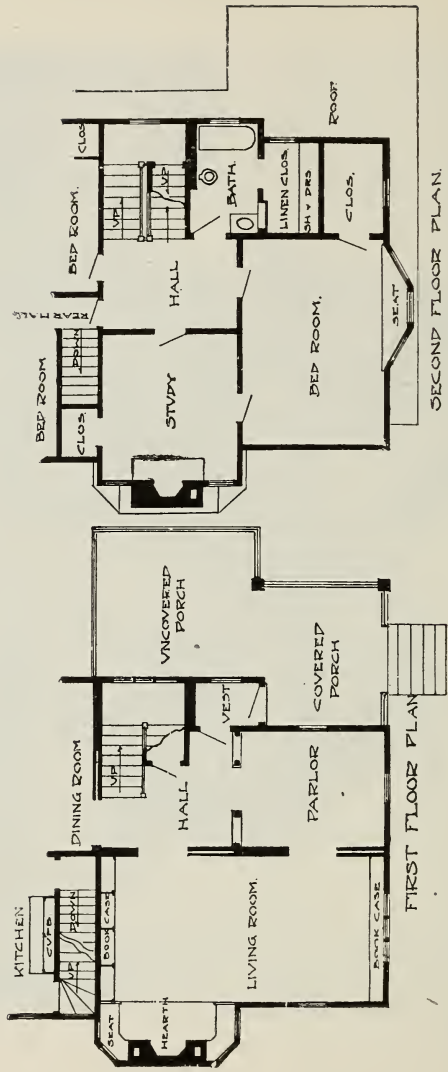 BED ROOM
BED ROOM.
CLOS.
REAR HALL
UP
UP
DOWN
CLOS.
HALL
BATH.
STUDY
LINEN CLOS.
SH & DRS
CLOS.
ROOF.
BED ROOM.
SEAT
SECOND FLOOR PLAN.
KITCHEN
CUPB
UP
DOWN
DINING ROOM
UNCOVERED
PORCH
BOOK CASE
UP
SEAT
HEARTH
HALL
VEST
LIVING ROOM.
PARLOR
COVERED
PORCH
BOOK CASE
FIRST FLOOR PLAN